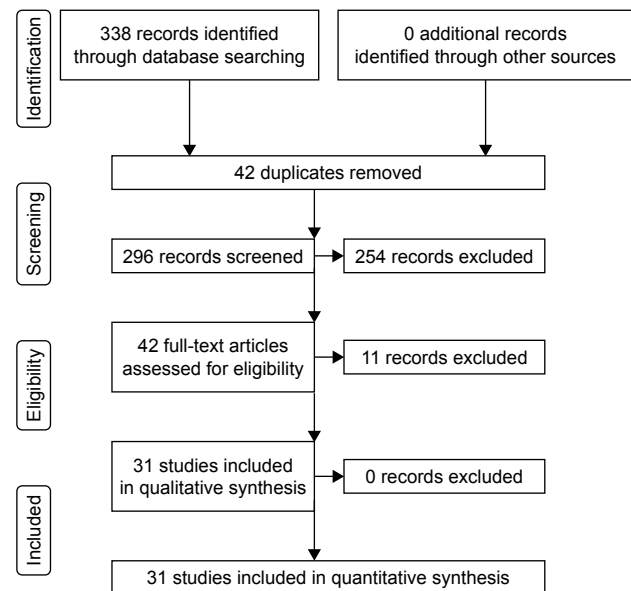 Identification
338 records identified
through database searching
0 additional records
identified through other sources
42 duplicates removed
Screening
296 records screened
254 records excluded
Eligibility
42 full-text articles
assessed for eligibility
11 records excluded
31 studies included
in qualitative synthesis
0 records excluded
Included
31 studies included in quantitative synthesis